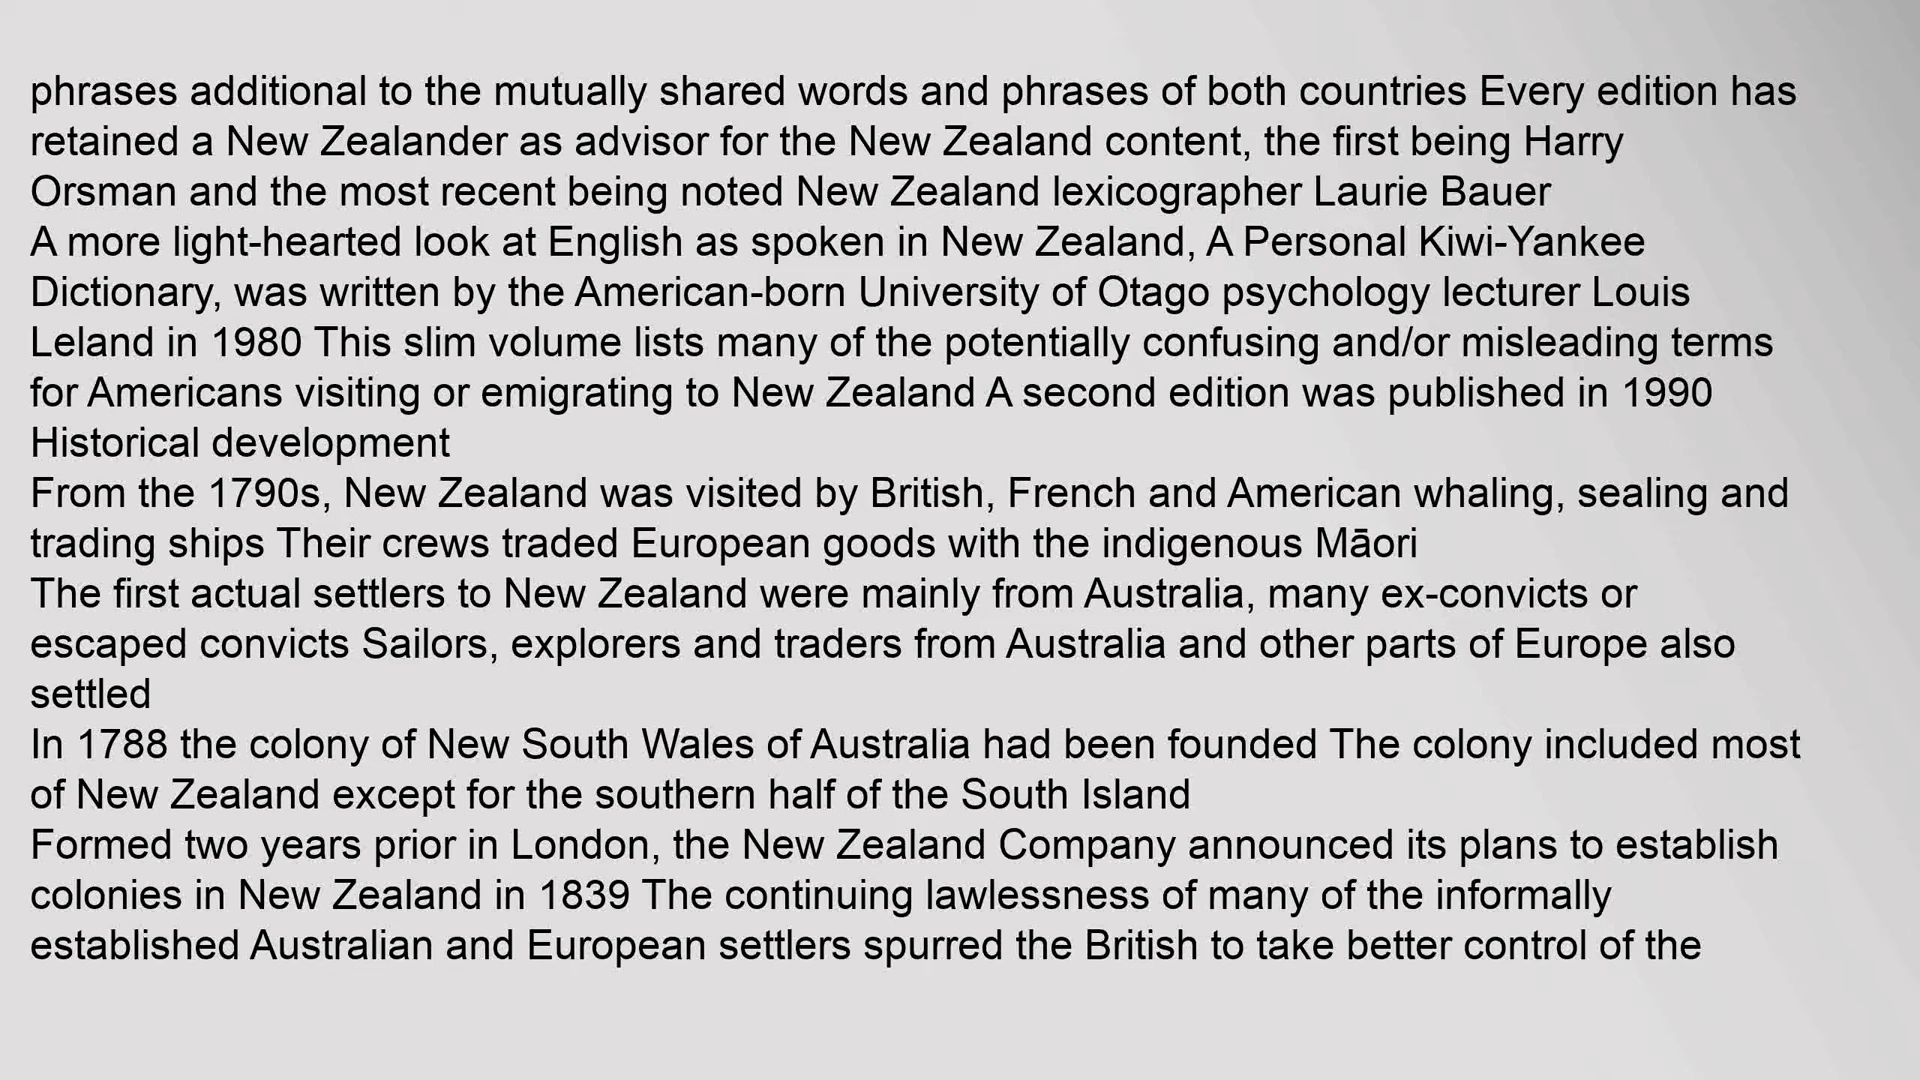 phrases additional to the mutually shared words and phrases of both countries Every edition has
retained a New Zealander as advisor for the New Zealand content, the first being Harry
Orsman and the most recent being noted New Zealand lexicographer Laurie Bauer
A more light-hearted look at English as spoken in New Zealand, A Personal Kiwi-Yankee
Dictionary, was written by the American-born University of Otago psychology lecturer Louis
Leland in 1980 This slim volume lists many of the potentially confusing and/or misleading terms
for Americans visiting or emigrating to New Zealand A second edition was published in 1990
Historical development
From the 1790s, New Zealand was visited by British, French and American whaling, sealing and
trading ships Their crews traded European goods with the indigenous Māori
The first actual settlers to New Zealand were mainly from Australia, many ex-convicts or
escaped convicts Sailors, explorers and traders from Australia and other parts of Europe also
settled
In 1788 the colony of New South Wales of Australia had been founded The colony included most
of New Zealand except for the southern half of the South Island
Formed two years prior in London, the New Zealand Company announced its plans to establish
colonies in New Zealand in 1839 The continuing lawlessness of many of the informally
established Australian and European settlers spurred the British to take better control of the